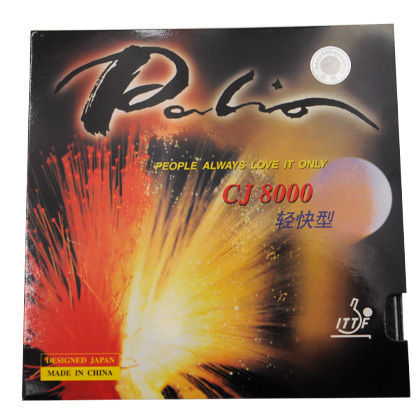 Palio
PEOPLE ALWAYS LOVE IT ONLY
CJ 8000
轻快型
ITTF
DESIGNED JAPAN
MADE IN CHINA